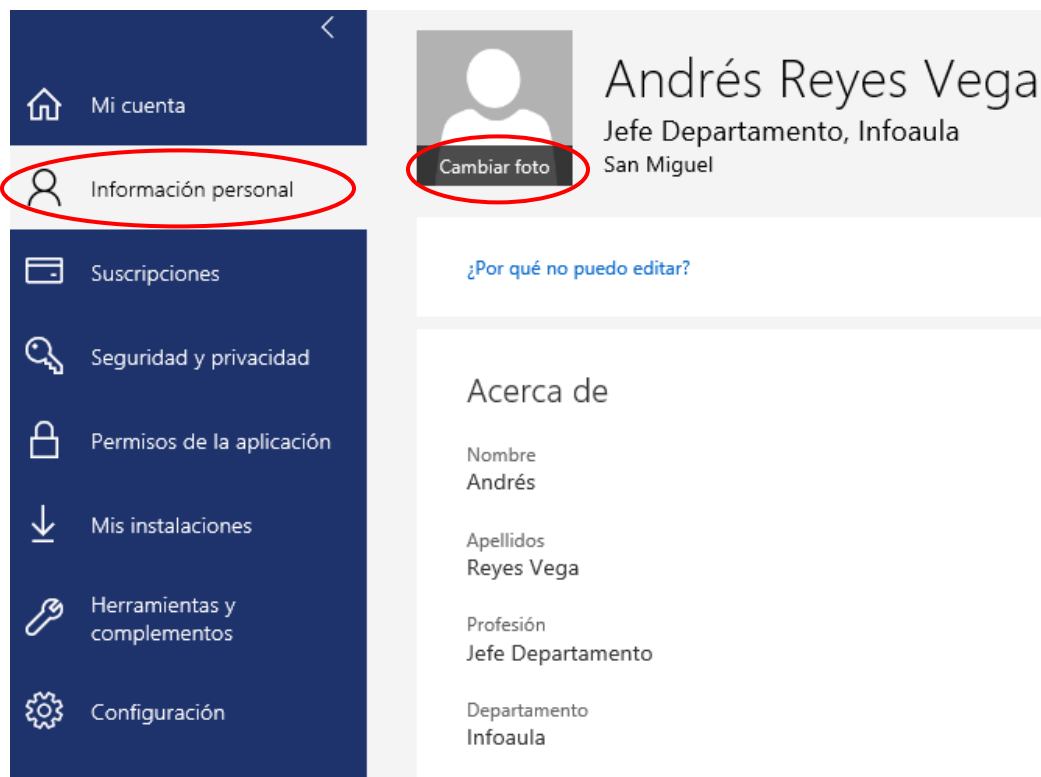 Mi cuenta
Información personal
Suscripciones
Seguridad y privacidad
Permisos de la aplicación
Mis instalaciones
Herramientas y
complementos
Configuración
Cambiar foto
Andrés Reyes Vega
Jefe Departamento, Infoaula
San Miguel
¿Por qué no puedo editar?
Acerca de
Nombre
Andrés
Apellidos
Reyes Vega
Profesión
Jefe Departamento
Departamento
Infoaula